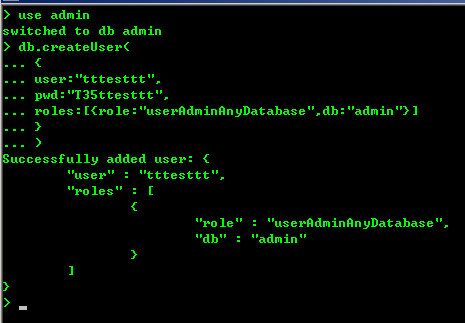 > use admin
switched to db admin
> db.createUser(
... {
... user:"tttesttt",
... pwd:"T35ttesttt",
... roles:[{role:"userAdminAnyDatabase",db:"admin"}]
... }
... )
Successfully added user: {
"user" : "tttesttt",
"roles" : [
{
"role" : "userAdminAnyDatabase",
"db" : "admin"
}
]
}
> _